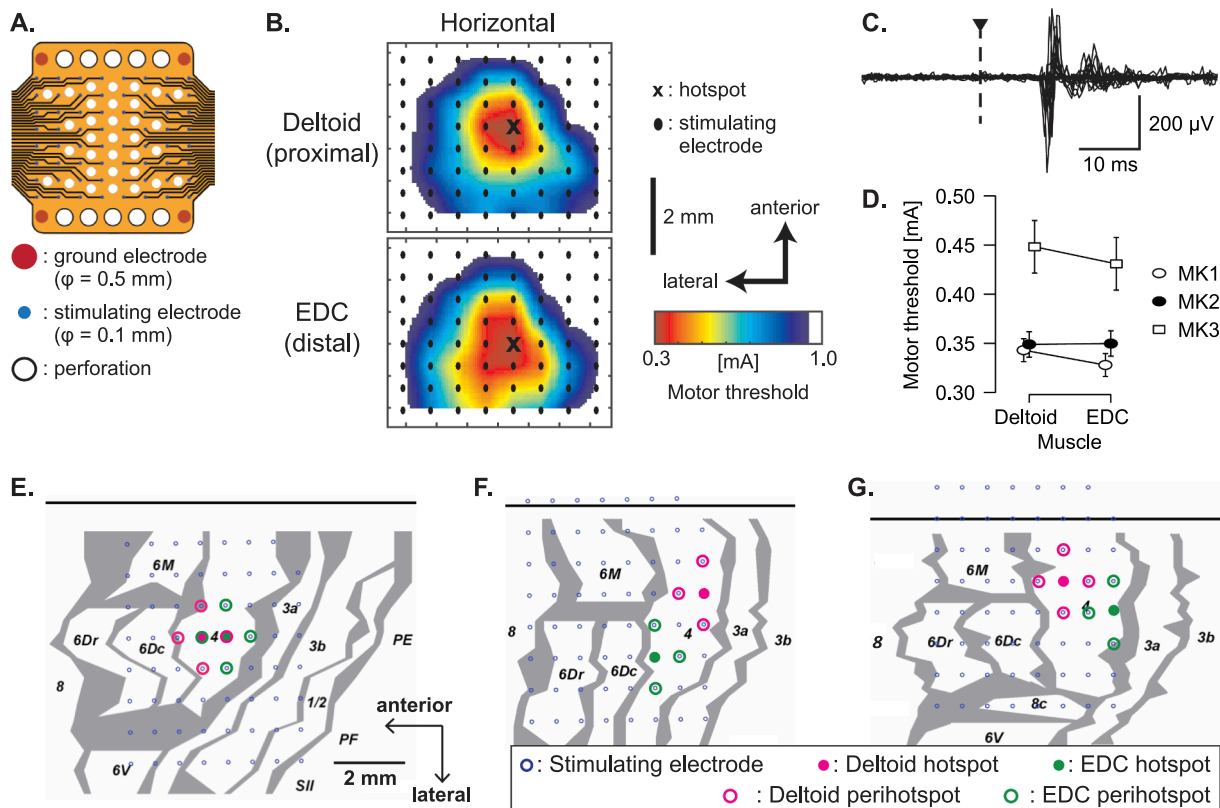 A.
: ground electrode
(φ = 0.5 mm)
: stimulating electrode
(φ = 0.1 mm)
: perforation
B.
Horizontal
Deltoid
(proximal)
EDC
(distal)
x : hotspot
: stimulating
electrode
2 mm
anterior
lateral
0.3
[mA]
1.0
Motor threshold
C.
200 μV
10 ms
D.
Motor threshold [mA]
0.50
0.45
0.40
0.35
0.30
Deltoid
EDC
Muscle
MK1
MK2
MK3
E.
6M
6Dr
6Dc
4
3a
3b
PE
8
1/2
6V
PF
SII
anterior
lateral
2 mm
F.
6M
8
6Dr
6Dc
4
3a
3b
G.
6M
4
8
6Dr
6Dc
3a
3b
8c
6V
: Stimulating electrode
: Deltoid hotspot
: EDC hotspot
: Deltoid perihotspot
: EDC perihotspot